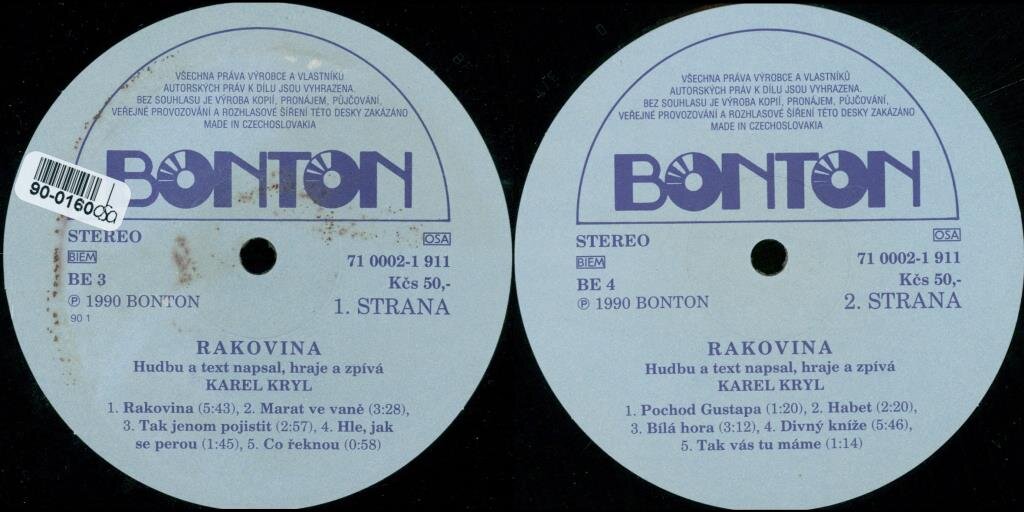 VŠECHNA PRÁVA VÝROBCE A VLASTNÍKŮ
AUTORSKÝCH PRÁV K DÍLU JSOU VYHRAZENA.
BEZ SOUHLASU JE VÝROBA KOPIÍ, PRONÁJEM, PŮJČOVÁNÍ,
VEŘEJNÉ PROVOZOVÁNÍ A ROZHLASOVÉ ŠÍŘENÍ TÉTO DESKY ZAKÁZÁNO
MADE IN CZECHOSLOVAKIA
BONTON
90-0160
STEREO
OSA
BIEM
71 0002-1 911
BE 3
Kčs 50,-
℗ 1990 BONTON
1. STRANA
90 1
RAKOVINA
Hudbu a text napsal, hraje a zpívá
KAREL KRYL
1. Rakovina (5:43), 2. Marat ve vaně (3:28),
3. Tak jenom pojistit (2:57), 4. Hle, jak
se perou (1:45), 5. Co řeknou (0:58)
VŠECHNA PRÁVA VÝROBCE A VLASTNÍKŮ
AUTORSKÝCH PRÁV K DÍLU JSOU VYHRAZENA.
BEZ SOUHLASU JE VÝROBA KOPIÍ, PRONÁJEM, PŮJČOVÁNÍ,
VEŘEJNÉ PROVOZOVÁNÍ A ROZHLASOVÉ ŠÍŘENÍ TÉTO DESKY ZAKÁZÁNO
MADE IN CZECHOSLOVAKIA
BONTON
STEREO
OSA
BIEM
71 0002-1 911
BE 4
Kčs 50,-
℗ 1990 BONTON
2. STRANA
RAKOVINA
Hudbu a text napsal, hraje a zpívá
KAREL KRYL
1. Pochod Gustapa (1:20), 2. Habet (2:20),
3. Bílá hora (3:12), 4. Divný kníže (5:46),
5. Tak vás tu máme (1:14)